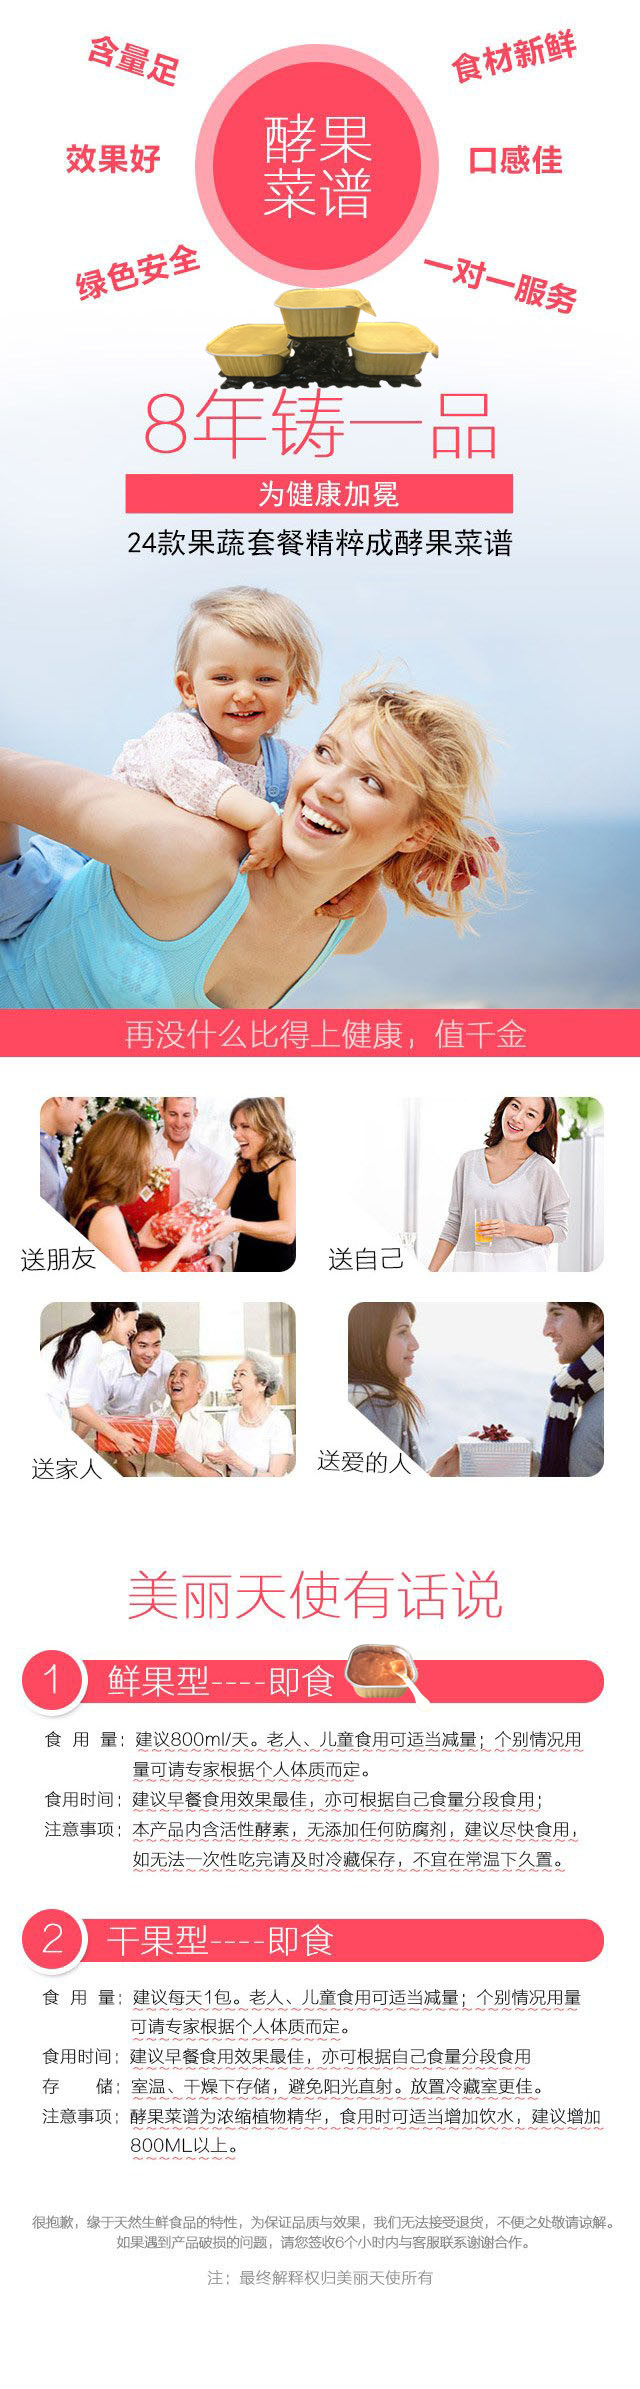 含量足
食材新鲜
效果好
酵果
菜谱
口感佳
绿色安全
一对一服务
8年铸一品
为健康加冕
24款果蔬套餐精粹成酵果菜谱
再没什么比得上健康，值千金
送朋友
送自己
送家人
送爱的人
美丽天使有话说
1 鲜果型----即食
食 用 量：建议800ml/天。老人、儿童食用可适当减量；个别情况用
量可请专家根据个人体质而定。
食用时间：建议早餐食用效果最佳，亦可根据自己食量分段食用；
注意事项：本产品内含活性酵素，无添加任何防腐剂，建议尽快食用，
如无法一次性吃完请及时冷藏保存，不宜在常温下久置。
2 干果型----即食
食 用 量：建议每天1包。老人、儿童食用可适当减量；个别情况用量
可请专家根据个人体质而定。
食用时间：建议早餐食用效果最佳，亦可根据自己食量分段食用
存 储：室温、干燥下存储，避免阳光直射。放置冷藏室更佳。
注意事项：酵果菜谱为浓缩植物精华，食用时可适当增加饮水，建议增加
800ML以上。
很抱歉，缘于天然生鲜食品的特性，为保证品质与效果，我们无法接受退货，不便之处敬请谅解。
如果遇到产品破损的问题，请您签收6个小时内与客服联系谢谢合作。
注：最终解释权归美丽天使所有